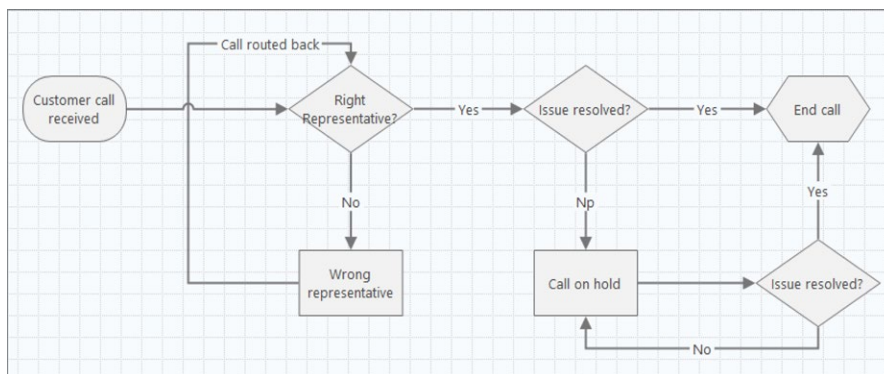 Call routed back
Customer call
received
Right
Representative?
Yes
Issue resolved?
Yes
End call
No
Np
Yes
Wrong
representative
Call on hold
Issue resolved?
No